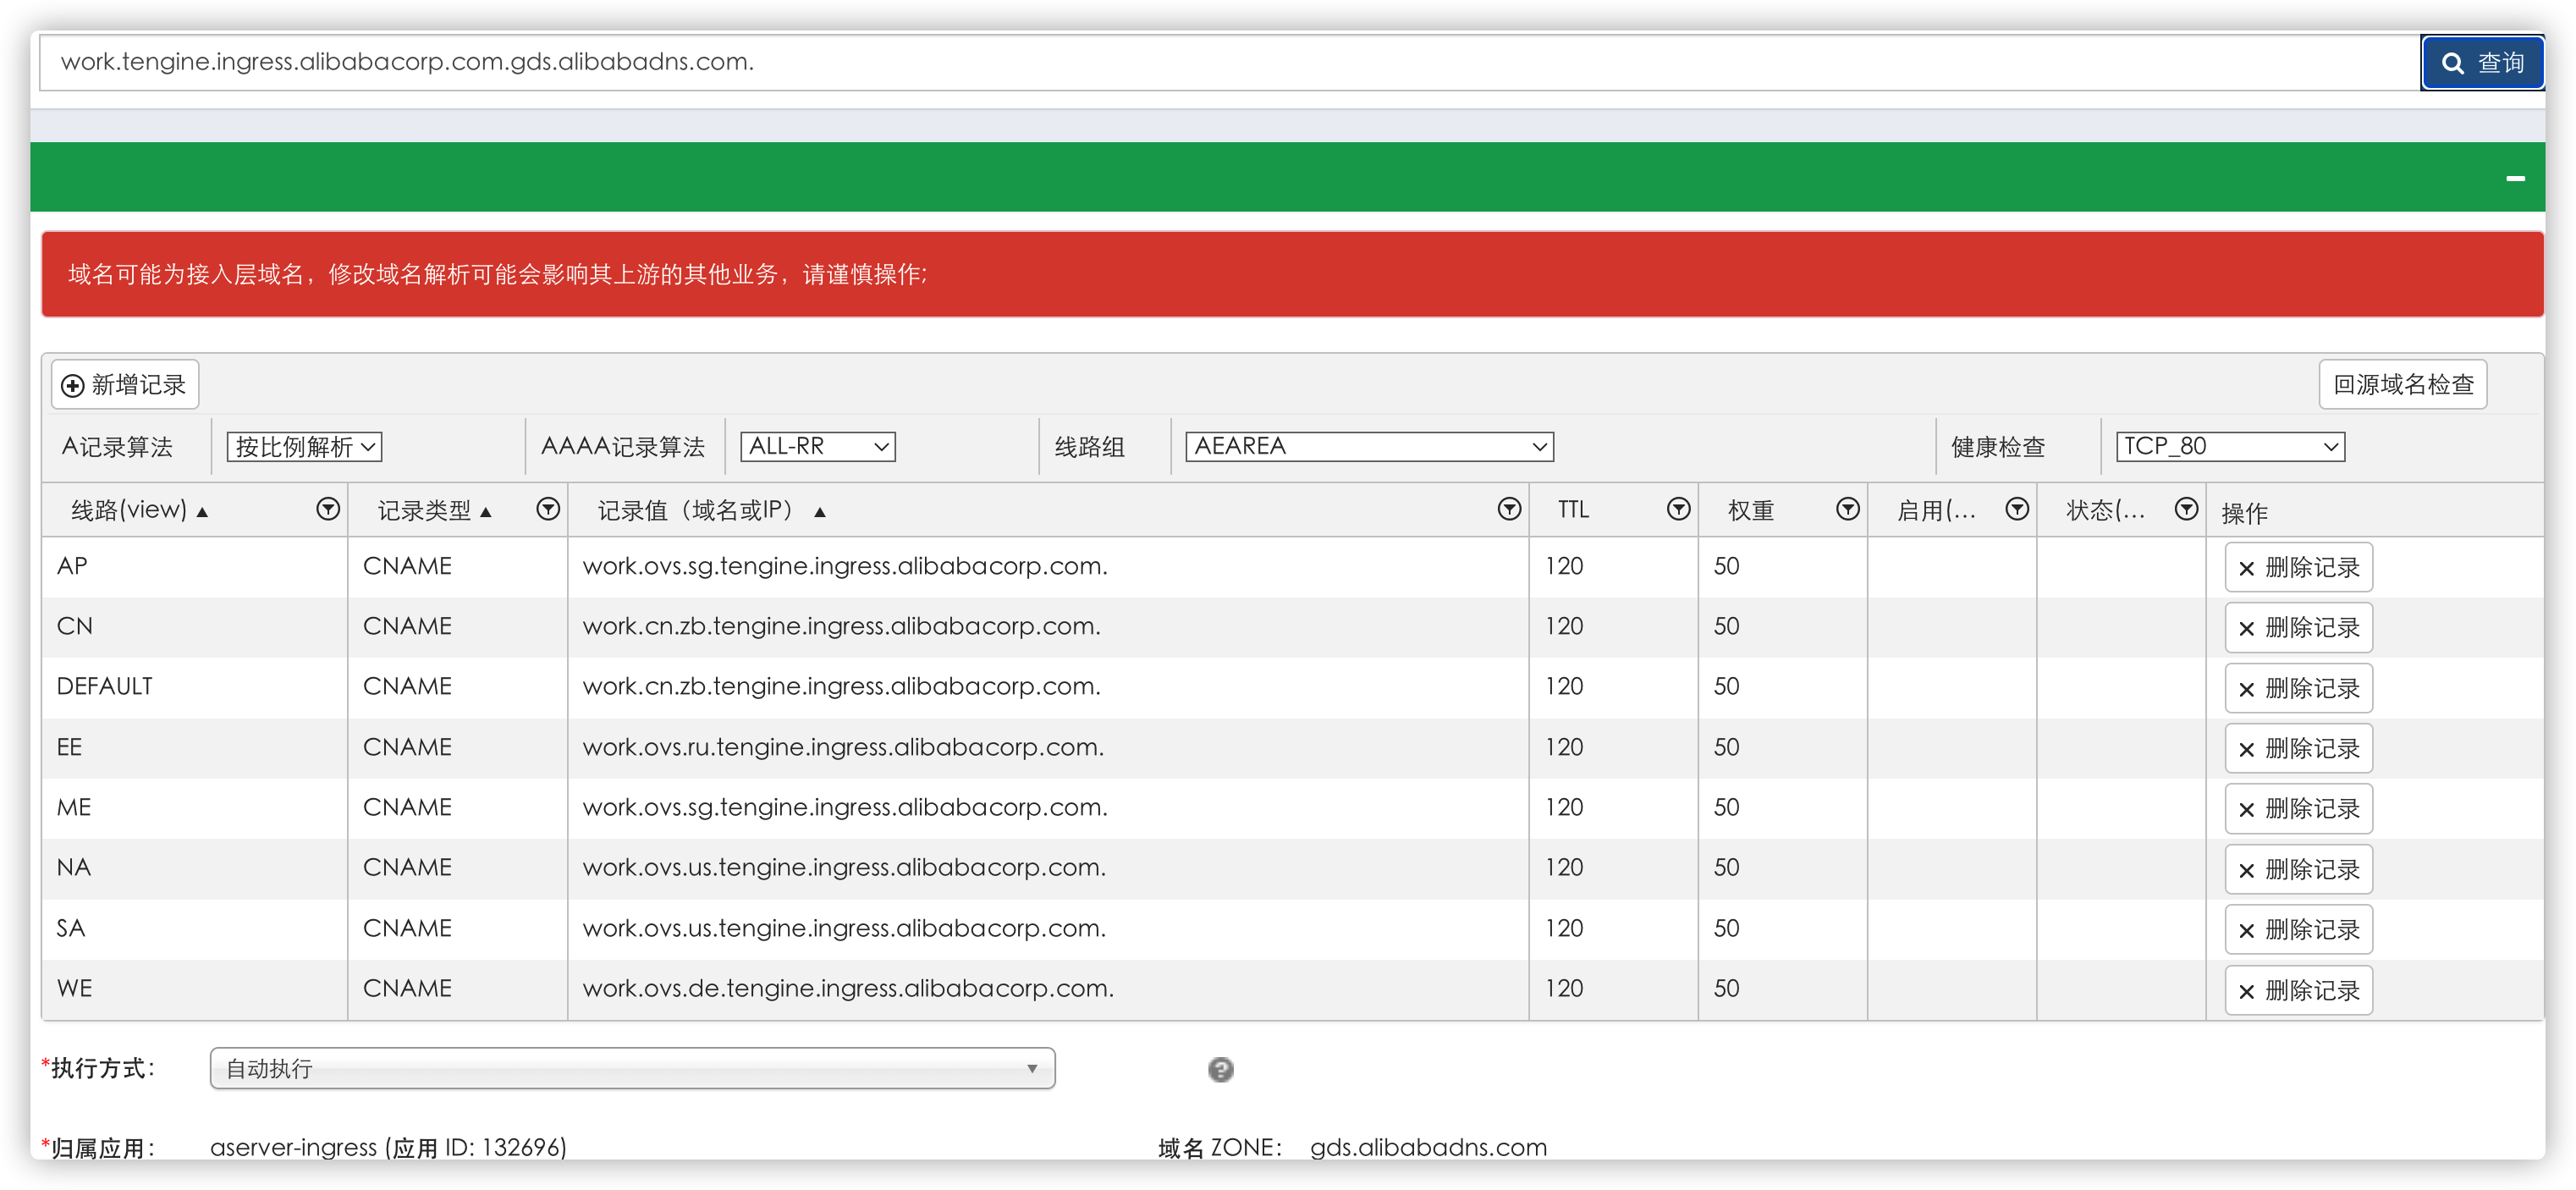 work.tengine.ingress.alibabacorp.com.gds.alibabadns.com.
查询
域名可能为接入层域名，修改域名解析可能会影响其上游的其他业务，请谨慎操作;
新增记录
回源域名检查
A记录算法 按比例解析 AAAA记录算法 ALL-RR 线路组 AEAREA 健康检查 TCP_80
线路(view) 记录类型 记录值（域名或IP） TTL 权重 启用(... 状态(... 操作
AP CNAME work.ovs.sg.tengine.ingress.alibabacorp.com. 120 50 删除记录
CN CNAME work.cn.zb.tengine.ingress.alibabacorp.com. 120 50 删除记录
DEFAULT CNAME work.cn.zb.tengine.ingress.alibabacorp.com. 120 50 删除记录
EE CNAME work.ovs.ru.tengine.ingress.alibabacorp.com. 120 50 删除记录
ME CNAME work.ovs.sg.tengine.ingress.alibabacorp.com. 120 50 删除记录
NA CNAME work.ovs.us.tengine.ingress.alibabacorp.com. 120 50 删除记录
SA CNAME work.ovs.us.tengine.ingress.alibabacorp.com. 120 50 删除记录
WE CNAME work.ovs.de.tengine.ingress.alibabacorp.com. 120 50 删除记录
*执行方式： 自动执行
*归属应用： aserver-ingress (应用 ID: 132696) 域名 ZONE： gds.alibabadns.com